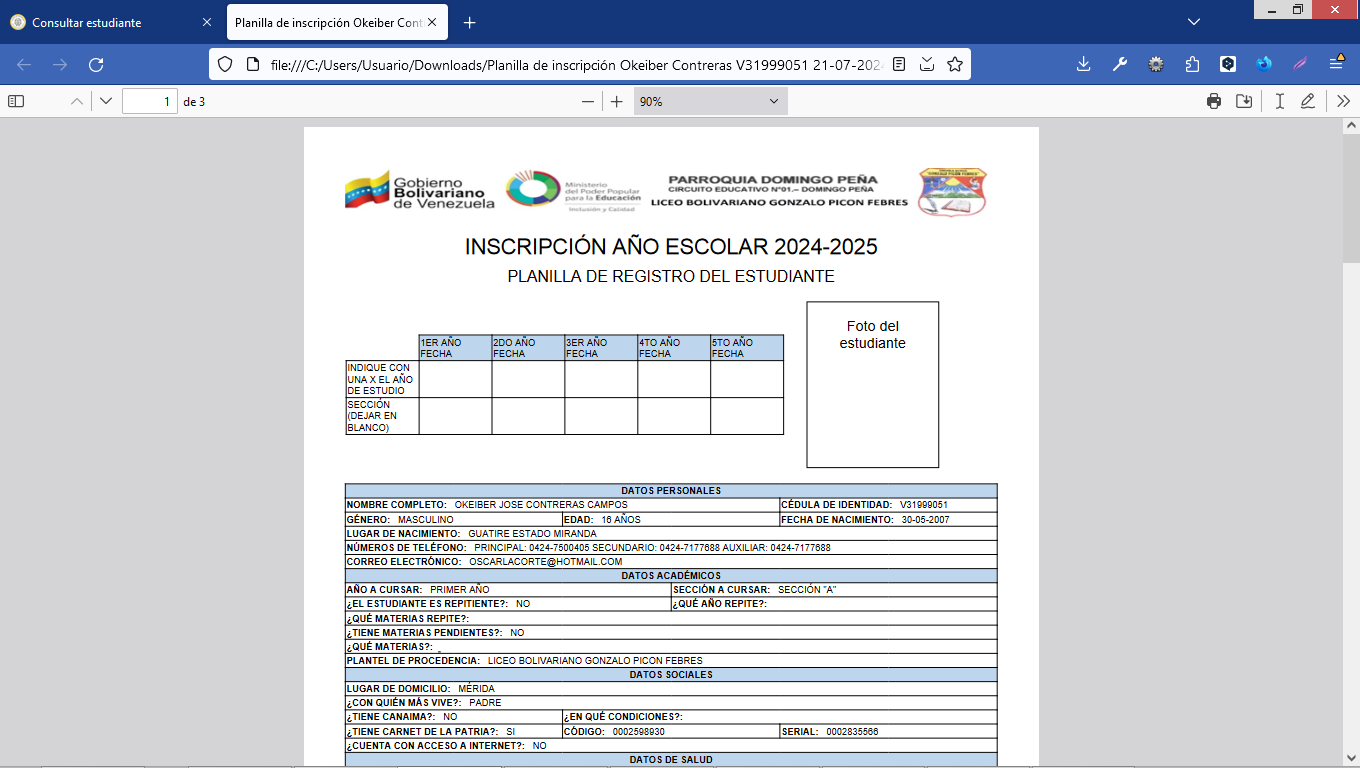 Consultar estudiante
Planilla de inscripción Okeiber Cont
file:///C:/Users/Usuario/Downloads/Planilla de inscripción Okeiber Contreras V31999051 21-07-202
1 de 3
90%
Gobierno
Bolivariano
de Venezuela
Ministerio
del Poder Popular
para la Educación
Inclusión y Calidad
PARROQUIA DOMINGO PEÑA
CIRCUITO EDUCATIVO Nº01.– DOMINGO PEÑA
LICEO BOLIVARIANO GONZALO PICON FEBRES
INSCRIPCIÓN AÑO ESCOLAR 2024-2025
PLANILLA DE REGISTRO DEL ESTUDIANTE
Foto del
estudiante
1ER AÑO FECHA 2DO AÑO FECHA 3ER AÑO FECHA 4TO AÑO FECHA 5TO AÑO FECHA
INDIQUE CON
UNA X EL AÑO
DE ESTUDIO
SECCIÓN
(DEJAR EN
BLANCO)
DATOS PERSONALES
NOMBRE COMPLETO: OKEIBER JOSE CONTRERAS CAMPOS CÉDULA DE IDENTIDAD: V31999051
GÉNERO: MASCULINO EDAD: 16 AÑOS FECHA DE NACIMIENTO: 30-05-2007
LUGAR DE NACIMIENTO: GUATIRE ESTADO MIRANDA
NÚMEROS DE TELÉFONO: PRINCIPAL: 0424-7500405 SECUNDARIO: 0424-7177688 AUXILIAR: 0424-7177688
CORREO ELECTRÓNICO: OSCARLACORTE@HOTMAIL.COM
DATOS ACADÉMICOS
AÑO A CURSAR: PRIMER AÑO SECCIÓN A CURSAR: SECCIÓN "A"
¿EL ESTUDIANTE ES REPITIENTE?: NO ¿QUÉ AÑO REPITE?:
¿QUÉ MATERIAS REPITE?:
¿TIENE MATERIAS PENDIENTES?: NO
¿QUÉ MATERIAS?: _
PLANTEL DE PROCEDENCIA: LICEO BOLIVARIANO GONZALO PICON FEBRES
DATOS SOCIALES
LUGAR DE DOMICILIO: MÉRIDA
¿CON QUIÉN MÀS VIVE?: PADRE
¿TIENE CANAIMA?: NO ¿EN QUÉ CONDICIONES?:
¿TIENE CARNET DE LA PATRIA?: SI CÓDIGO: 0002598930 SERIAL: 0002835566
¿CUENTA CON ACCESO A INTERNET?: NO
DATOS DE SALUD